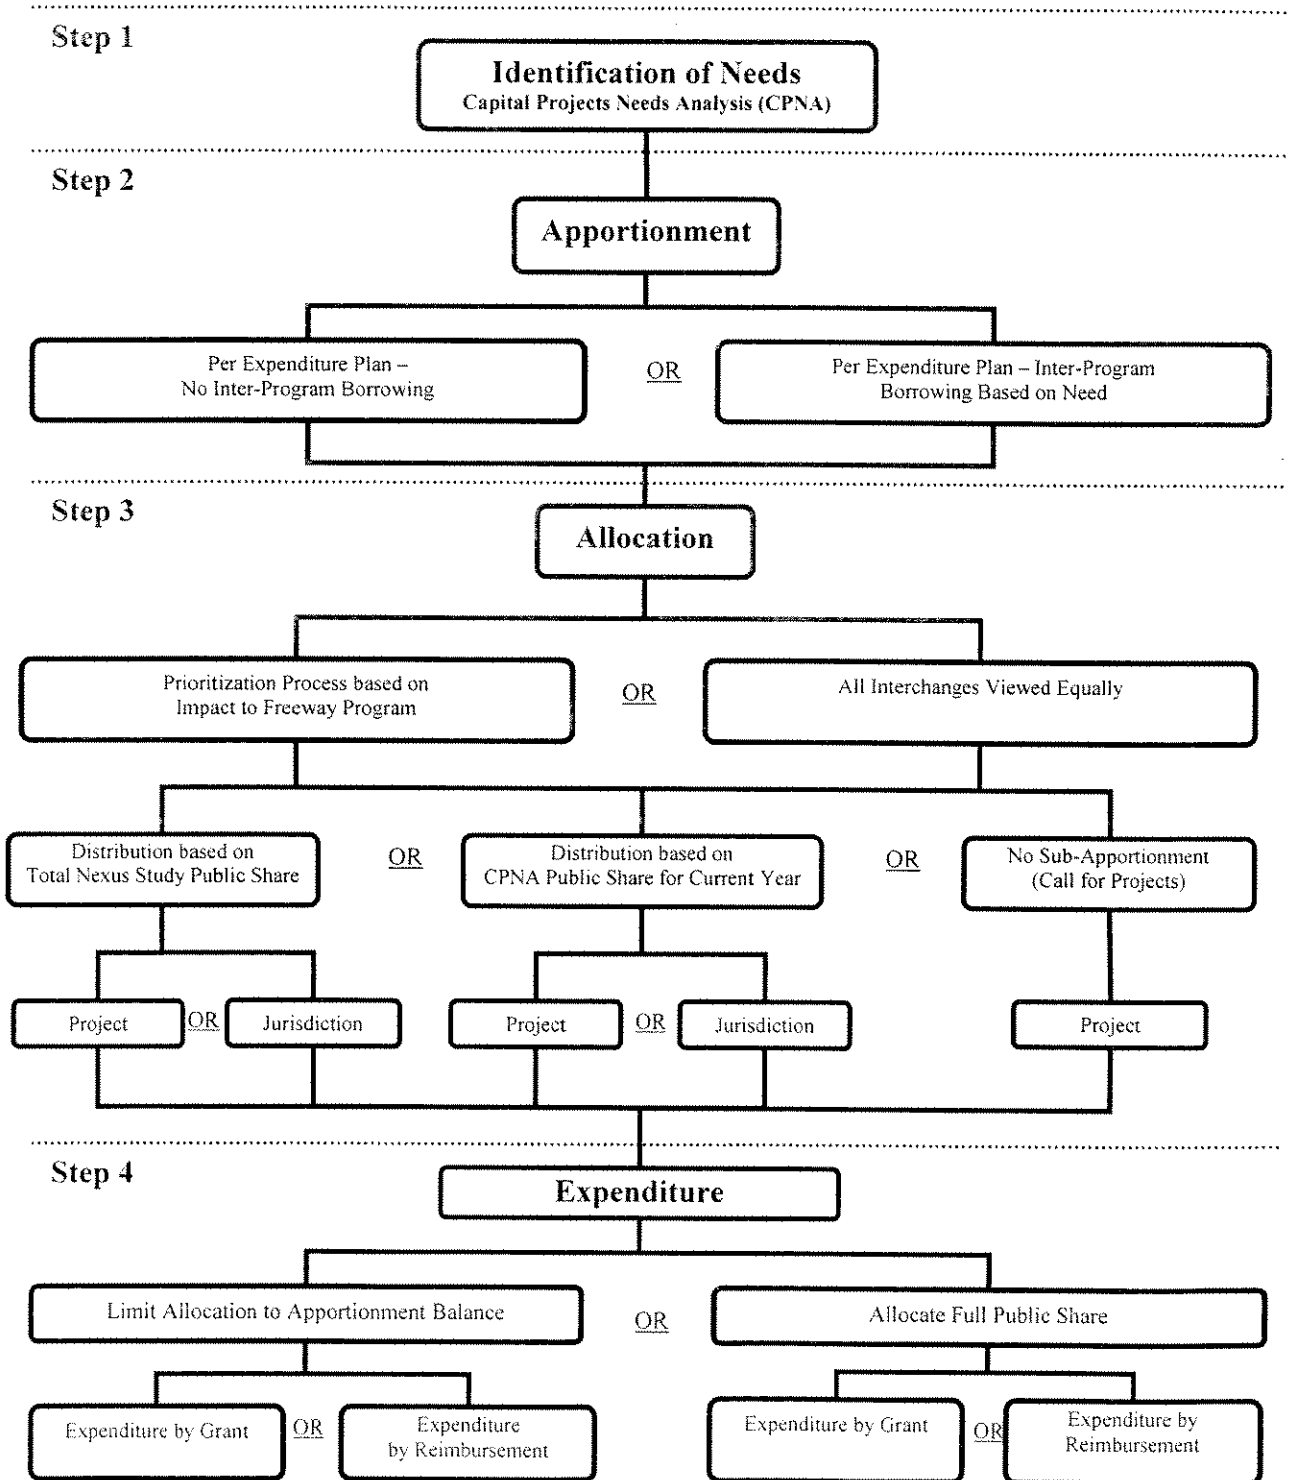 Step 1
Identification of Needs
Capital Projects Needs Analysis (CPNA)
Step 2
Apportionment
Per Expenditure Plan –
No Inter-Program Borrowing
OR
Per Expenditure Plan – Inter-Program
Borrowing Based on Need
Step 3
Allocation
Prioritization Process based on
Impact to Freeway Program
OR
All Interchanges Viewed Equally
Distribution based on
Total Nexus Study Public Share
OR
Distribution based on
CPNA Public Share for Current Year
OR
No Sub-Apportionment
(Call for Projects)
Project
OR
Jurisdiction
Project
OR
Jurisdiction
Project
Step 4
Expenditure
Limit Allocation to Apportionment Balance
OR
Allocate Full Public Share
Expenditure by Grant
OR
Expenditure
by Reimbursement
Expenditure by Grant
OR
Expenditure by
Reimbursement